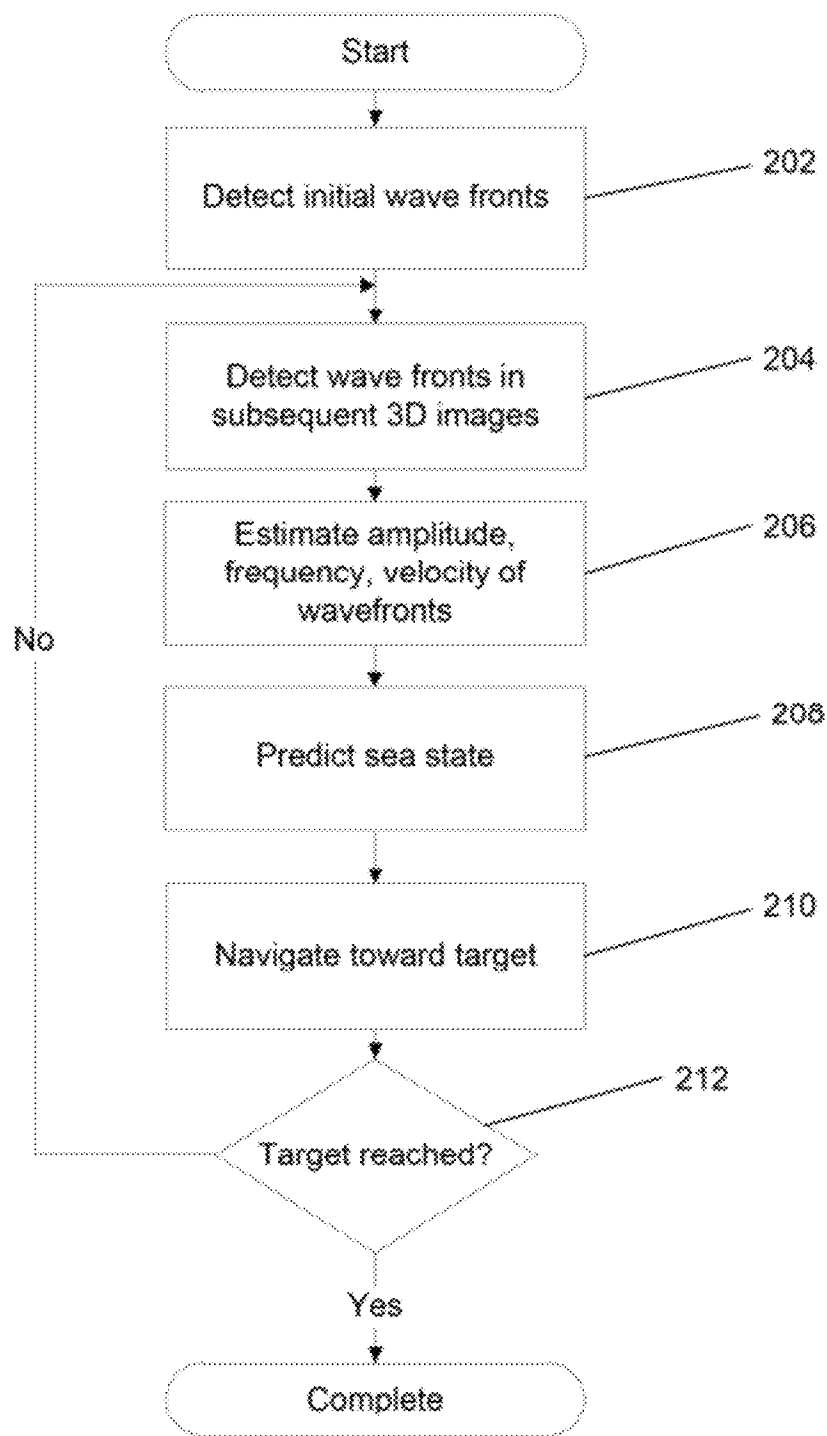 Start
Detect initial wave fronts
202
Detect wave fronts in
subsequent 3D images
204
Estimate amplitude,
frequency, velocity of
wavefronts
206
No
Predict sea state
208
Navigate toward target
210
Target reached?
212
Yes
Complete